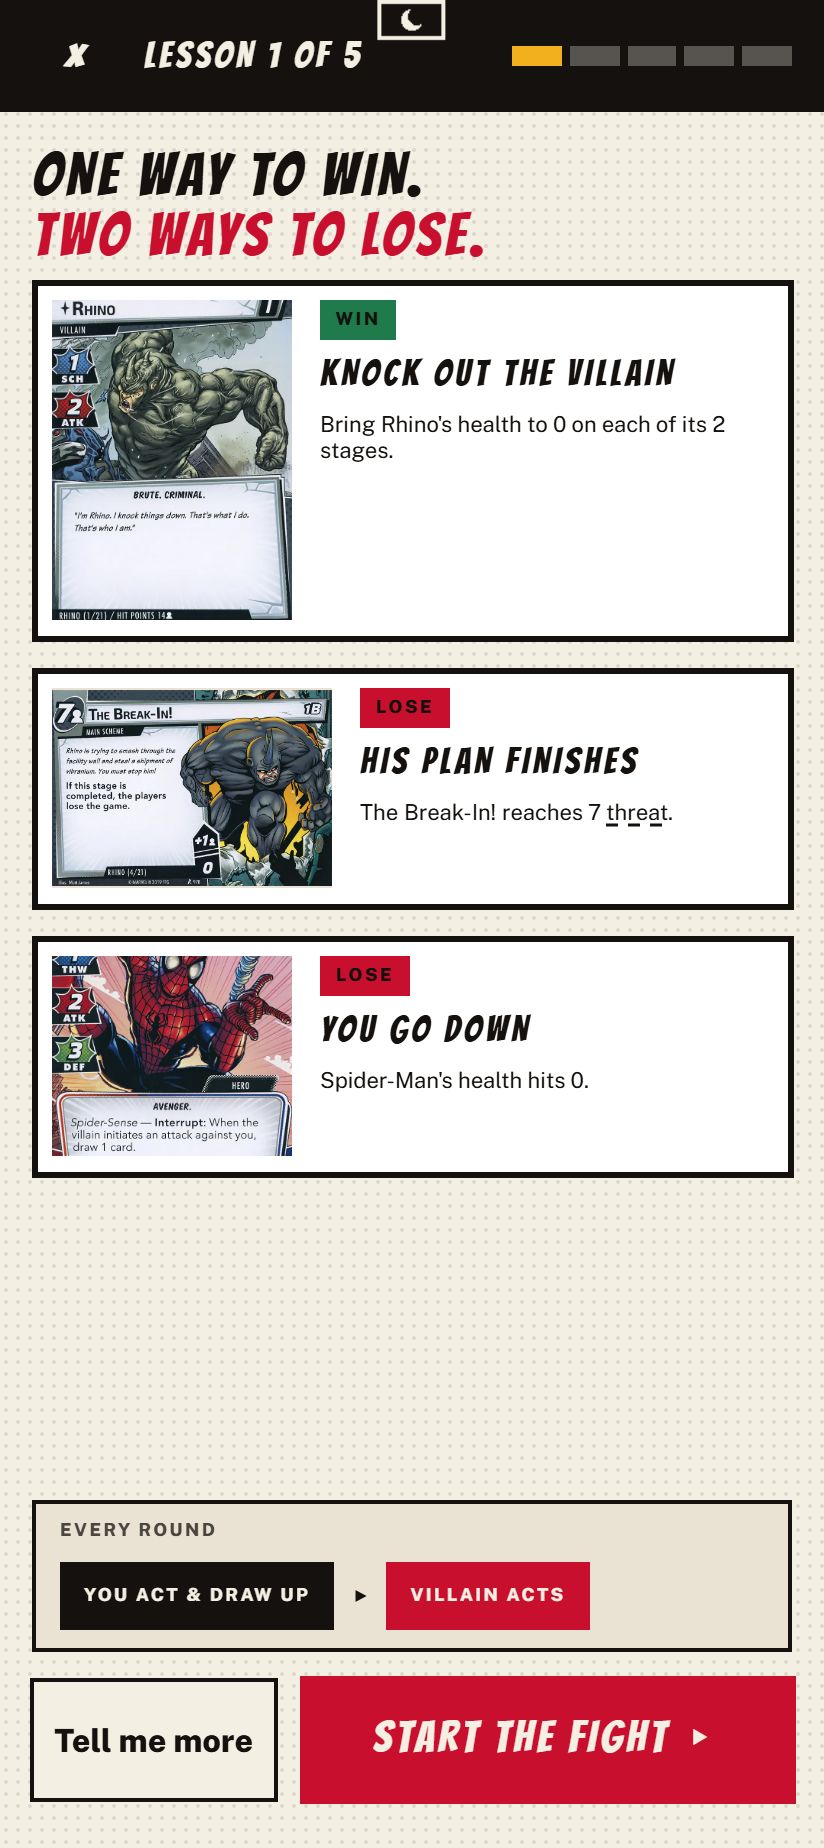 X LESSON 1 OF 5
ONE WAY TO WIN.
TWO WAYS TO LOSE.
RHINO
VILLAIN
1
SCH
2
ATK
BRUTE. CRIMINAL.
"I'm Rhino. I knock things down. That's what I do.
That's who I am."
RHINO (1/21) / HIT POINTS 14
WIN
KNOCK OUT THE VILLAIN
Bring Rhino's health to 0 on each of its 2
stages.
7 THE BREAK-IN! 1B
MAIN SCHEME
Rhino is trying to smash through the
facility wall and steal a shipment of
vibranium. You must stop him!
If this stage is
completed, the players
lose the game.
+1
0
RHINO (4/21)
LOSE
HIS PLAN FINISHES
The Break-In! reaches 7 threat.
THW
2
ATK
3
DEF
HERO
AVENGER.
Spider-Sense — Interrupt: When the
villain initiates an attack against you,
draw 1 card.
LOSE
YOU GO DOWN
Spider-Man's health hits 0.
EVERY ROUND
YOU ACT & DRAW UP ▸ VILLAIN ACTS
Tell me more
START THE FIGHT ▸